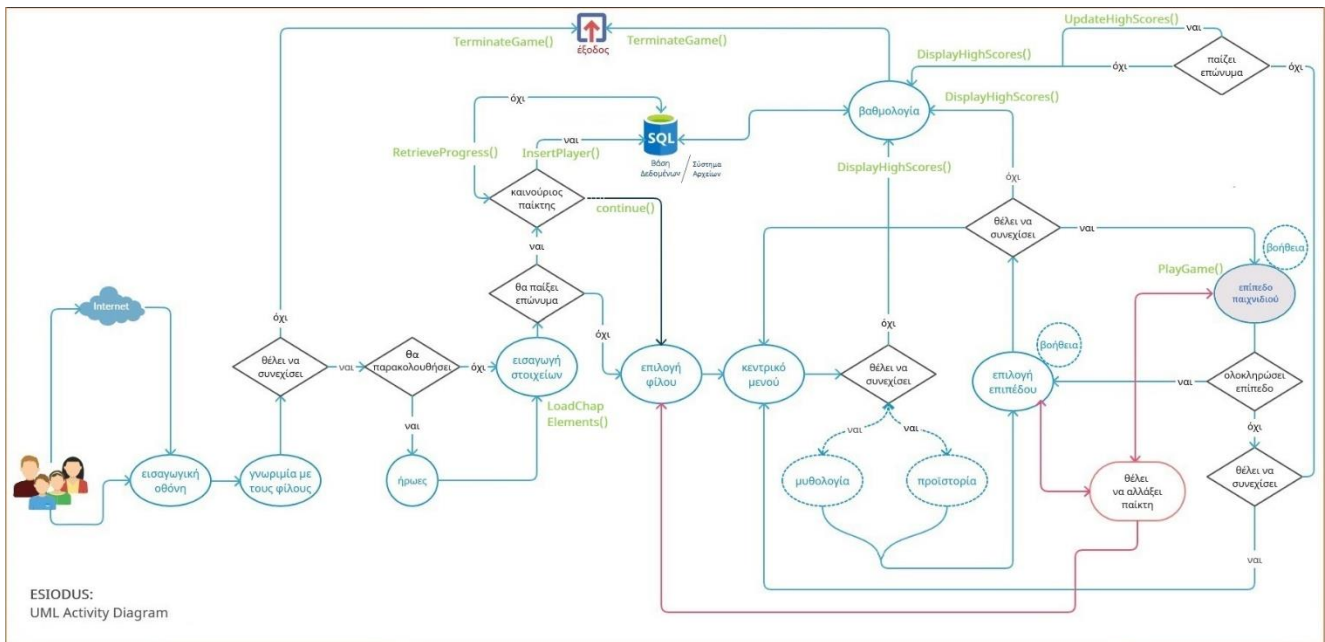 UpdateHighScores()
ναι
TerminateGame()
έξοδος
TerminateGame()
DisplayHighScores()
όχι
παίζει
επώνυμα
όχι
όχι
DisplayHighScores()
βαθμολογία
ναι
SQL
RetrieveProgress()
InsertPlayer()
Βάση
Δεδομένων
Σύστημα
Αρχείων
DisplayHighScores()
όχι
καινούριος
παίκτης
continue()
θέλει να
συνεχίσει
ναι
βοήθεια
ναι
PlayGame()
θα παίξει
επώνυμα
επίπεδο
παιχνιδιού
Internet
όχι
όχι
όχι
βοήθεια
θέλει να
συνεχίσει
ναι
θα
παρακολουθήσει
όχι
εισαγωγή
στοιχείων
επιλογή
φίλου
κεντρικό
μενού
θέλει να
συνεχίσει
επιλογή
επιπέδου
ναι
ολοκληρώσει
επίπεδο
LoadChap
Elements()
ναι
ναι
ναι
όχι
εισαγωγική
οθόνη
γνωριμία με
τους φίλους
ήρωες
μυθολογία
προϊστορία
θέλει
να αλλάξει
παίκτη
θέλει να
συνεχίσει
ναι
ESIODUS:
UML Activity Diagram